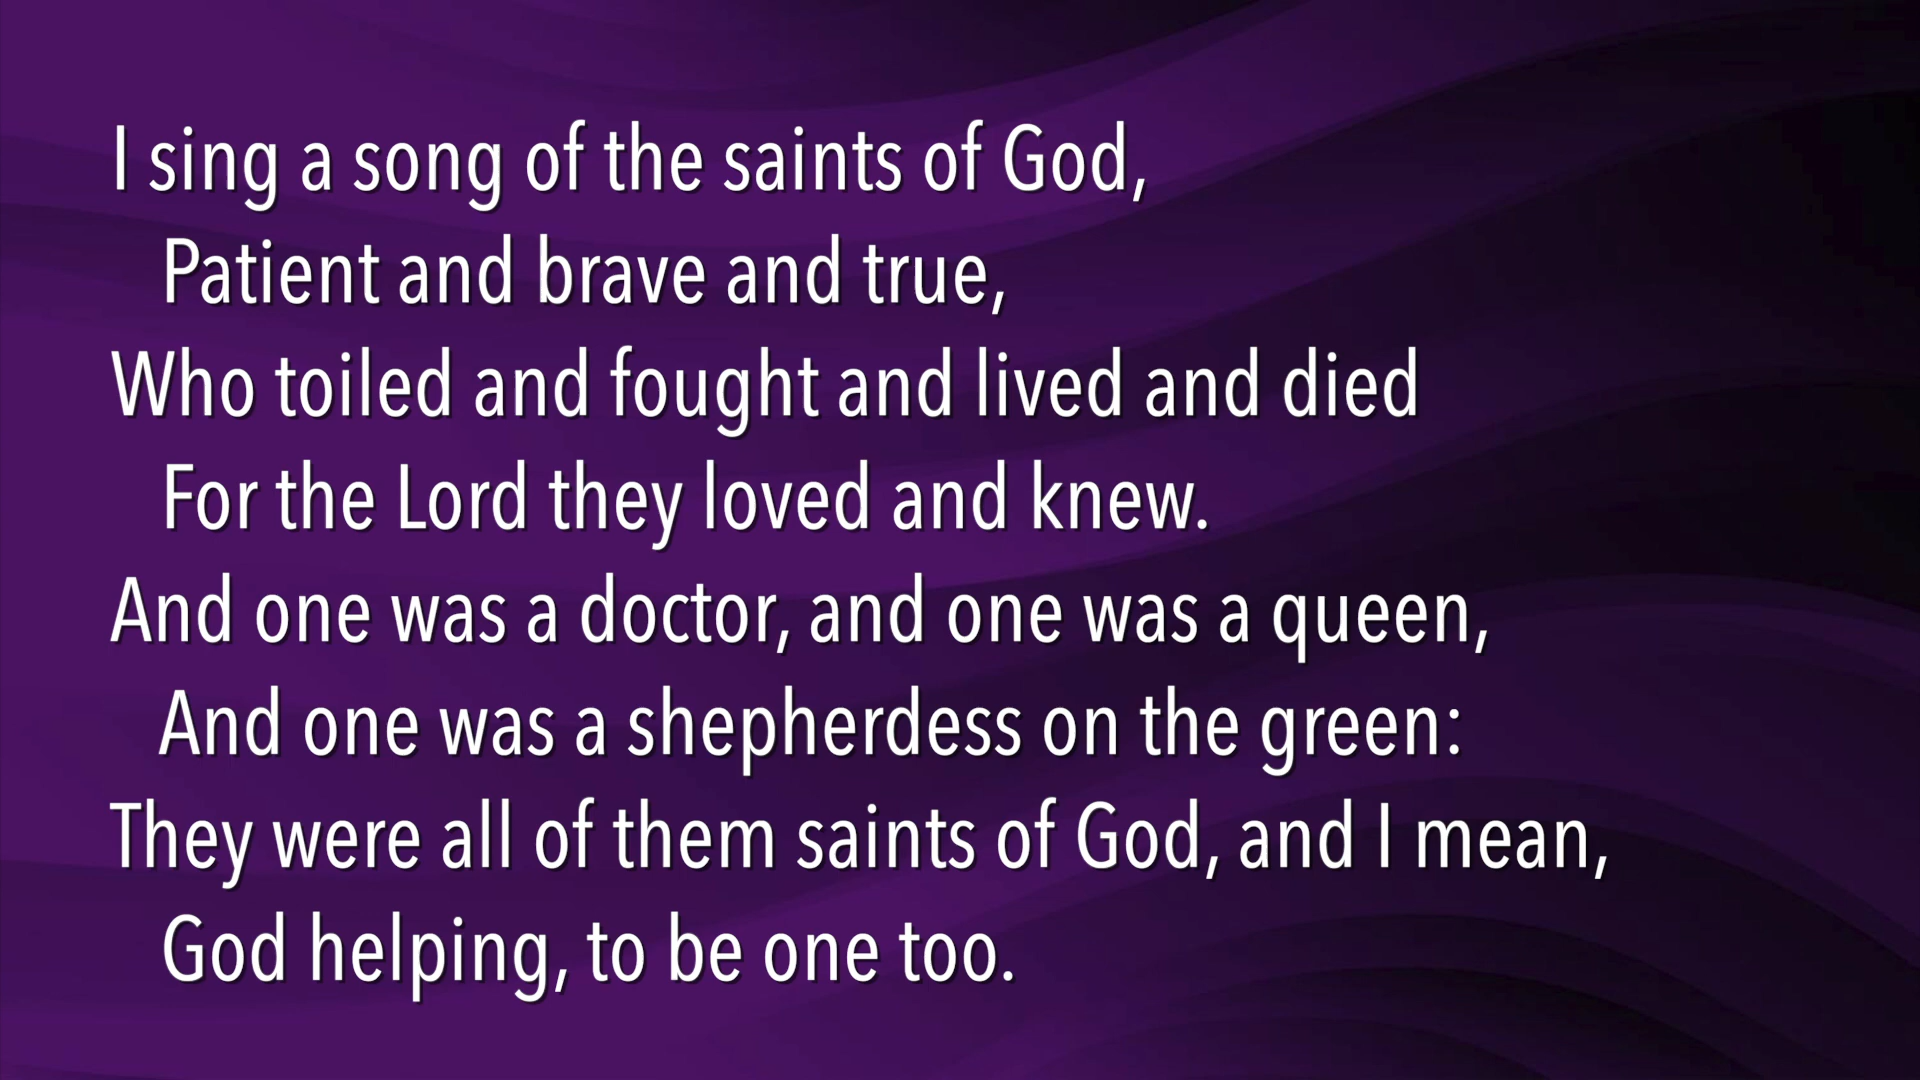 I sing a song of the saints of God,
Patient and brave and true,
Who toiled and fought and lived and died
For the Lord they loved and knew.
And one was a doctor, and one was a queen,
And one was a shepherdess on the green:
They were all of them saints of God, and I mean,
God helping, to be one too.